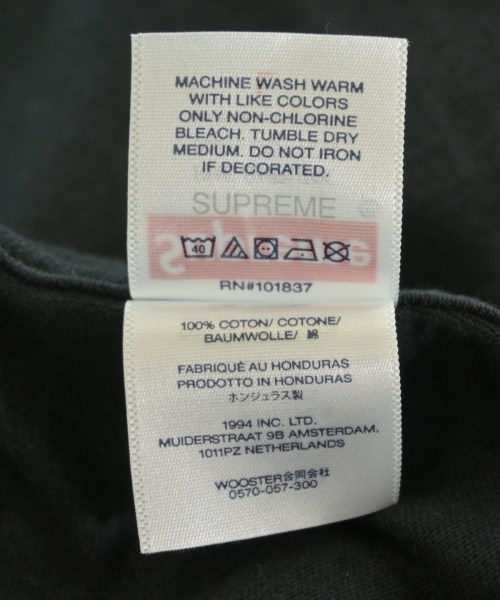 MACHINE WASH WARM
WITH LIKE COLORS
ONLY NON-CHLORINE
BLEACH. TUMBLE DRY
MEDIUM. DO NOT IRON
IF DECORATED.
SUPREME
40
RN#101837
100% COTON/ COTONE/
BAUMWOLLE/ 綿
FABRIQUÉ AU HONDURAS
PRODOTTO IN HONDURAS
ホンジュラス製
1994 INC. LTD.
MUIDERSTRAAT 9B AMSTERDAM.
1011PZ NETHERLANDS
WOOSTER合同会社
0570-057-300